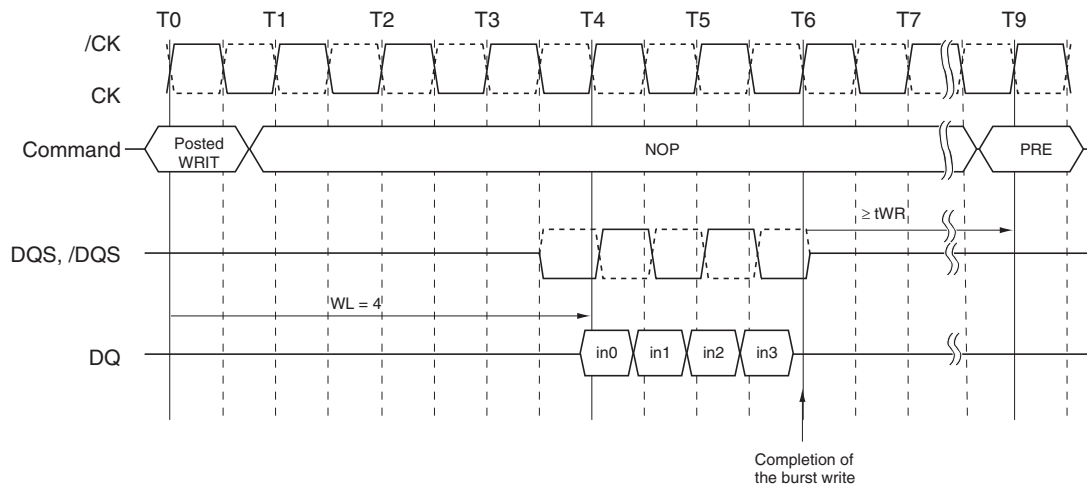 T0 T1 T2 T3 T4 T5 T6 T7 T9
/CK
CK
Command
Posted
WRIT
NOP
PRE
≥ tWR
DQS, /DQS
WL = 4
DQ
in0 in1 in2 in3
Completion of
the burst write